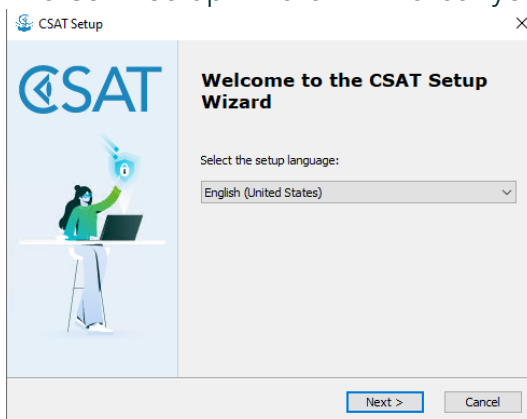 CSAT Setup
CSAT
Welcome to the CSAT Setup
Wizard
Select the setup language:
English (United States)
Next >
Cancel